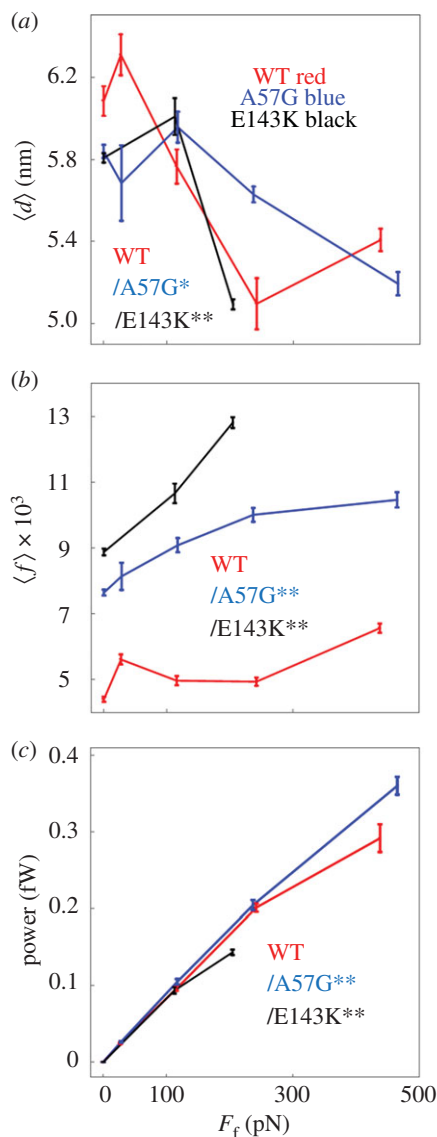 (a)
6.2
5.8
5.4
5.0
⟨d⟩ (nm)
WT red
A57G blue
E143K black
WT
/A57G*
/E143K**
(b)
13
11
9
7
5
⟨f⟩ × 10³
WT
/A57G**
/E143K**
(c)
0.4
0.3
0.2
0.1
0
power (fW)
WT
/A57G**
/E143K**
0 100 300 500
F_f (pN)